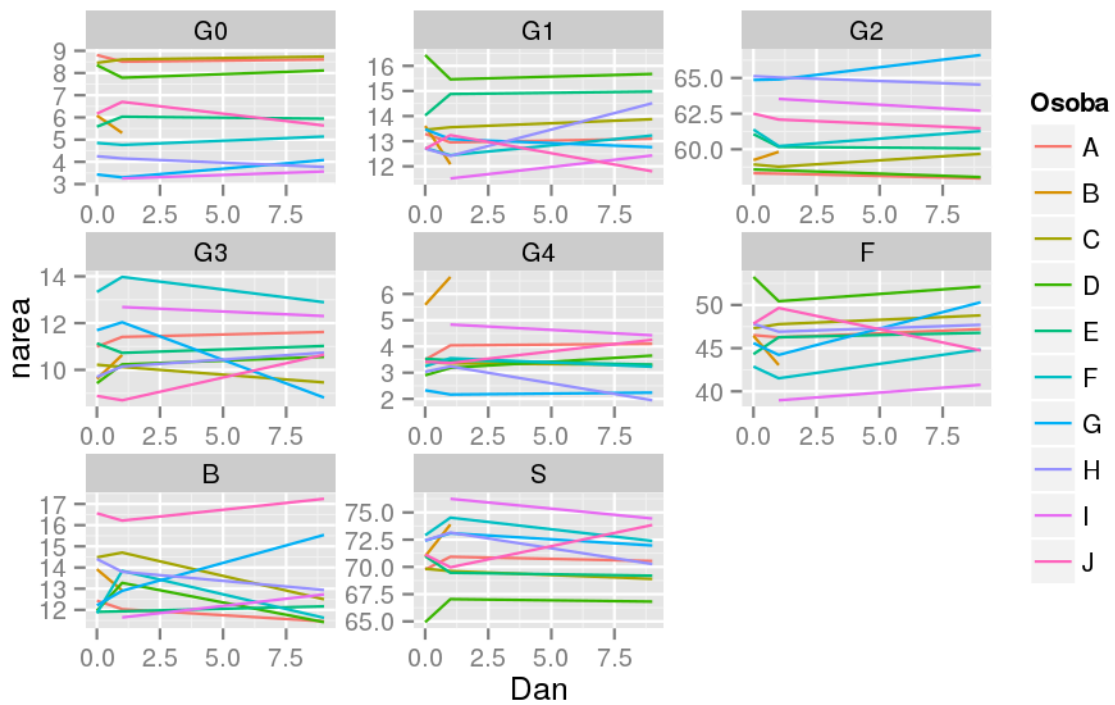 G0 G1 G2
9
8
7
6
5
4
3
16
15
14
13
12
65.0
62.5
60.0
0.0 2.5 5.0 7.5 0.0 2.5 5.0 7.5 0.0 2.5 5.0 7.5
G3 G4 F
14
12
10
6
5
4
3
2
50
45
40
0.0 2.5 5.0 7.5 0.0 2.5 5.0 7.5 0.0 2.5 5.0 7.5
B S
17
16
15
14
13
12
75.0
72.5
70.0
67.5
65.0
0.0 2.5 5.0 7.5 0.0 2.5 5.0 7.5
narea
Dan
Osoba
A
B
C
D
E
F
G
H
I
J